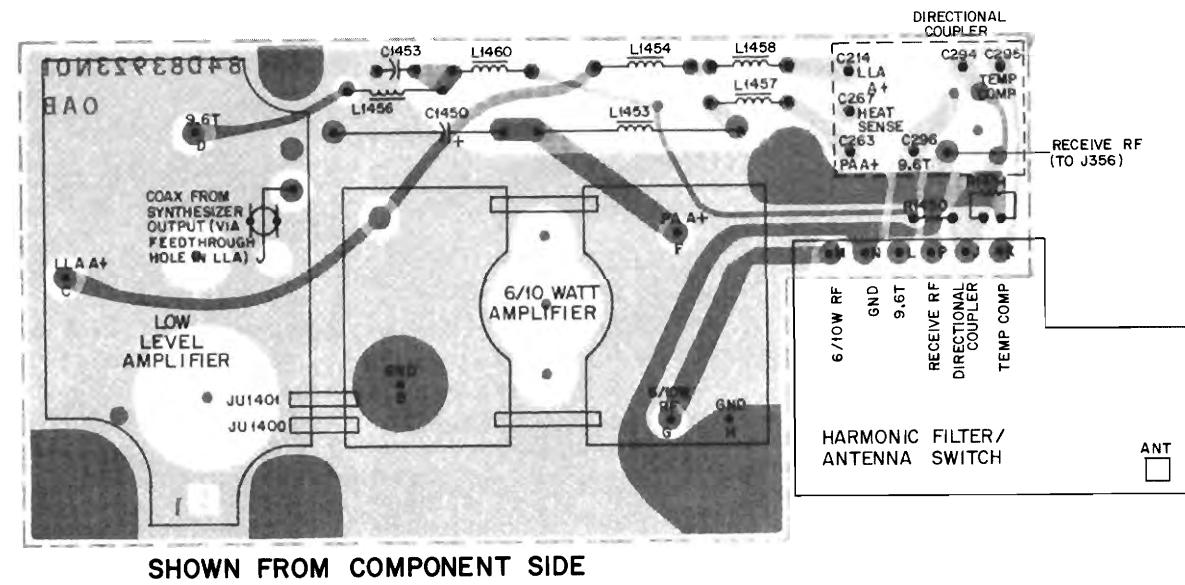 DIRECTIONAL
COUPLER
84D83923N01
OAB
C1453
L1460
L1454
L1458
C214
C294
C295
LLA
A+
TEMP
COMP
L1456
L1457
9.6T
D
C1450
+
L1453
C267
HEAT
SENSE
C263
C296
PA A+
9.6T
RECEIVE RF
(TO J356)
COAX FROM
SYNTHESIZER
OUTPUT (VIA
FEEDTHROUGH
HOLE IN LLA)
R1450
PA A+
F
LLA A+
C
M
N
L
P
J
K
6/10 WATT
AMPLIFIER
6/10W RF
GND
9.6T
RECEIVE RF
DIRECTIONAL
COUPLER
TEMP COMP
LOW
LEVEL
AMPLIFIER
GND
B
JU1401
JU1400
6/10W
RF
G
GND
H
HARMONIC FILTER/
ANTENNA SWITCH
ANT
SHOWN FROM COMPONENT SIDE